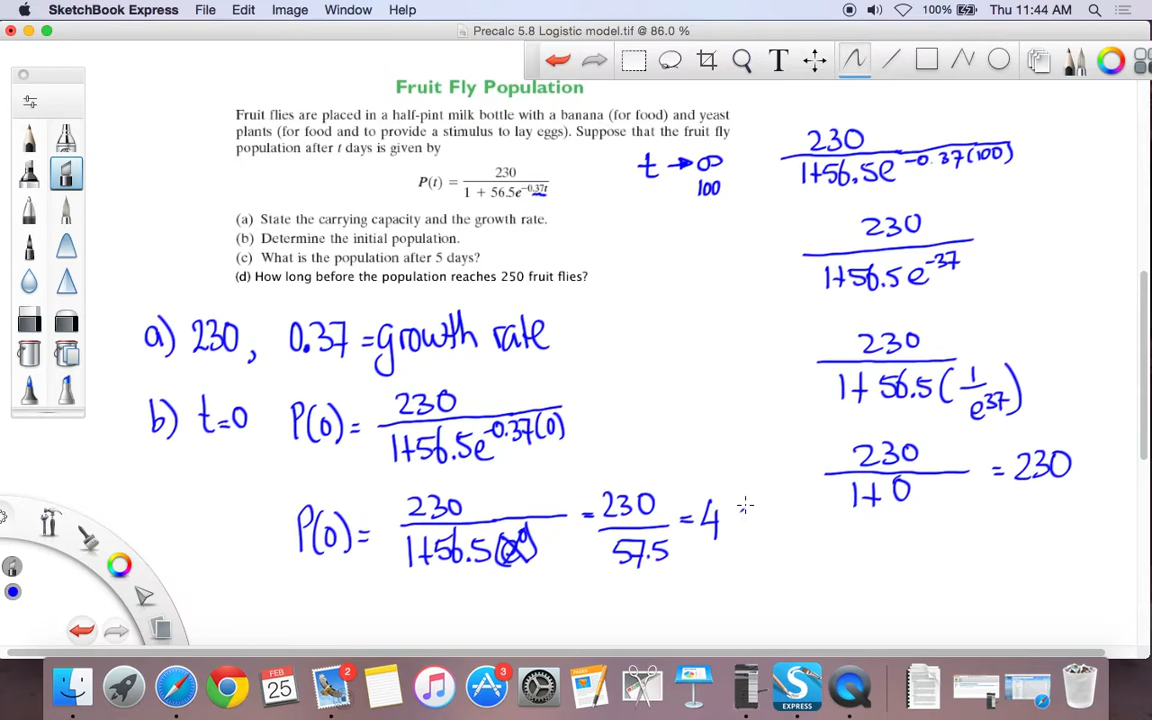 SketchBook Express File Edit Image Window Help 100% Thu 11:44 AM
Precalc 5.8 Logistic model.tif @ 86.0 %
T
Fruit Fly Population
Fruit flies are placed in a half-pint milk bottle with a banana (for food) and yeast
plants (for food and to provide a stimulus to lay eggs). Suppose that the fruit fly
population after t days is given by
P(t) = 230 / 1 + 56.5e^-0.37t
(a) State the carrying capacity and the growth rate.
(b) Determine the initial population.
(c) What is the population after 5 days?
(d) How long before the population reaches 250 fruit flies?
t → ∞
100
230 / 1+56.5e^-0.37(100)
230 / 1+56.5e^-37
230 / 1+56.5(1/e^37)
230 / 1+0 = 230
a) 230, 0.37 = growth rate
b) t=0 P(0) = 230 / 1+56.5e^-0.37(0)
P(0) = 230 / 1+56.5(e^0) = 230 / 57.5 = 4
FEB
25
2
3
S
EXPRESS